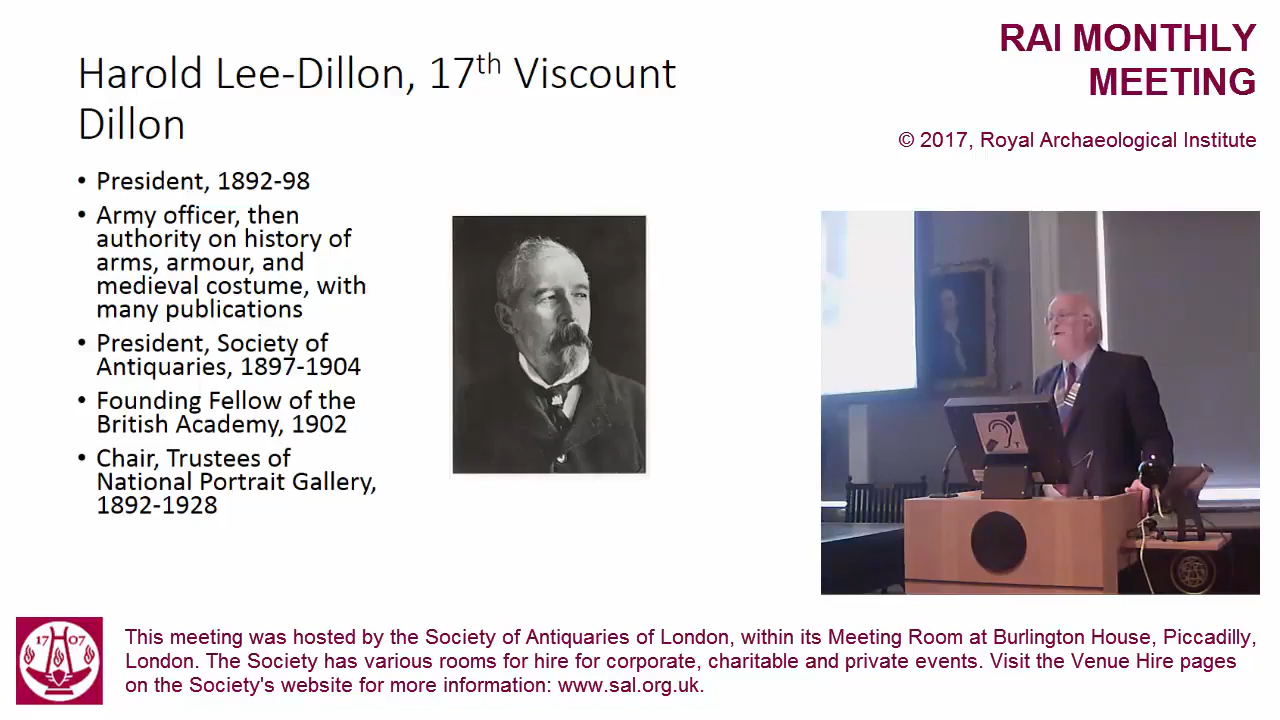 Harold Lee-Dillon, 17th Viscount
Dillon
• President, 1892-98
• Army officer, then
authority on history of
arms, armour, and
medieval costume, with
many publications
• President, Society of
Antiquaries, 1897-1904
• Founding Fellow of the
British Academy, 1902
• Chair, Trustees of
National Portrait Gallery,
1892-1928
RAI MONTHLY
MEETING
© 2017, Royal Archaeological Institute
T
17 07
This meeting was hosted by the Society of Antiquaries of London, within its Meeting Room at Burlington House, Piccadilly,
London. The Society has various rooms for hire for corporate, charitable and private events. Visit the Venue Hire pages
on the Society's website for more information: www.sal.org.uk.